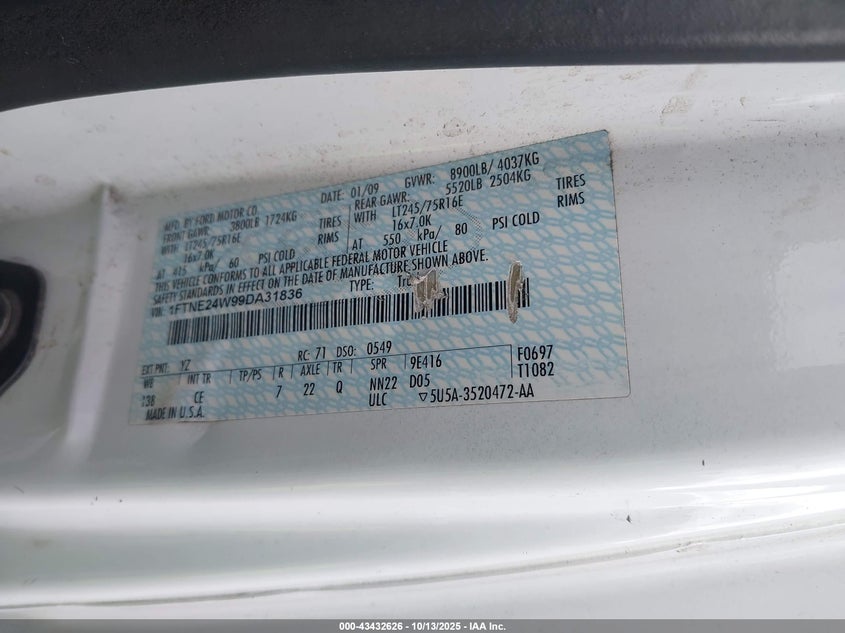 MFD. BY FORD MOTOR CO.
DATE: 01/09 GVWR: 8900LB/ 4037KG
FRONT GAWR: 3800LB 1724KG
REAR GAWR: 5520LB 2504KG
WITH LT245/75R16E TIRES
WITH LT245/75R16E TIRES
16x7.0K RIMS
16x7.0K RIMS
AT 415 kPa/ 60 PSI COLD
AT 550 kPa/ 80 PSI COLD
THIS VEHICLE CONFORMS TO ALL APPLICABLE FEDERAL MOTOR VEHICLE
SAFETY STANDARDS IN EFFECT ON THE DATE OF MANUFACTURE SHOWN ABOVE.
VIN: 1FTNE24W99DA31836
TYPE:
EXT PNT: YZ RC: 71 DSO: 0549
WB INT TR TP/PS R AXLE TR SPR 9E416 F0697
138 CE 7 22 Q NN22 D05 T1082
MADE IN U.S.A. ULC ▽5U5A-3520472-AA
000-43432626 - 10/13/2025 - IAA Inc.